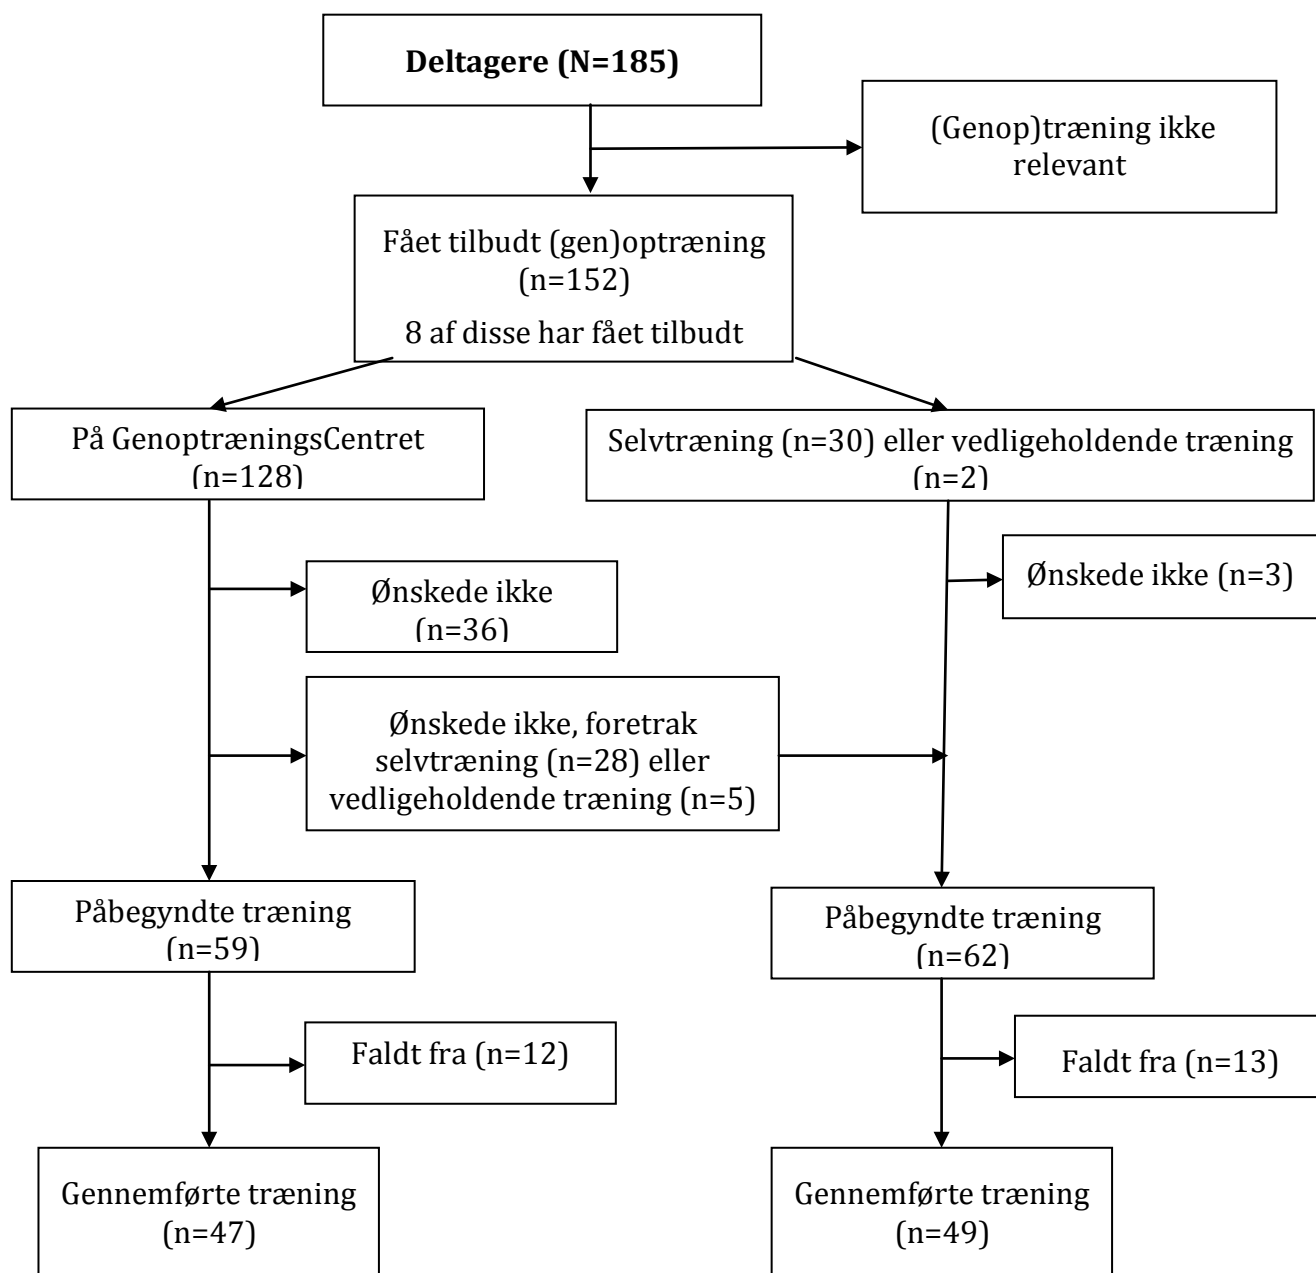 Deltagere (N=185)
(Genop)træning ikke
relevant
Fået tilbudt (gen)optræning
(n=152)
8 af disse har fået tilbudt
På GenoptræningsCentret
(n=128)
Selvtræning (n=30) eller vedligeholdende træning
(n=2)
Ønskede ikke
(n=36)
Ønskede ikke (n=3)
Ønskede ikke, foretrak
selvtræning (n=28) eller
vedligeholdende træning (n=5)
Påbegyndte træning
(n=59)
Påbegyndte træning
(n=62)
Faldt fra (n=12)
Faldt fra (n=13)
Gennemførte træning
(n=47)
Gennemførte træning
(n=49)